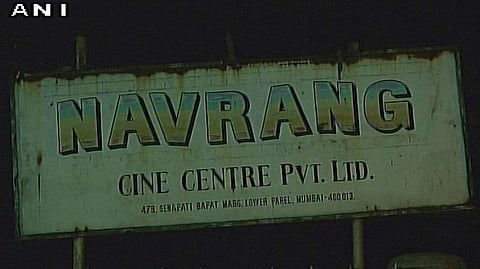 ANI
NAVRANG
CINE CENTRE PVT. LTD.
479, SENAPATI BAPAT MARG, LOWER PAREL, MUMBAI-400 013.